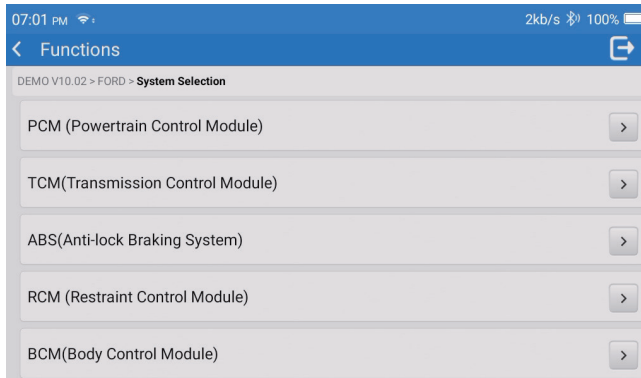 07:01 PM
2kb/s 100%
Functions
DEMO V10.02 > FORD > System Selection
PCM (Powertrain Control Module)
TCM(Transmission Control Module)
ABS(Anti-lock Braking System)
RCM (Restraint Control Module)
BCM(Body Control Module)